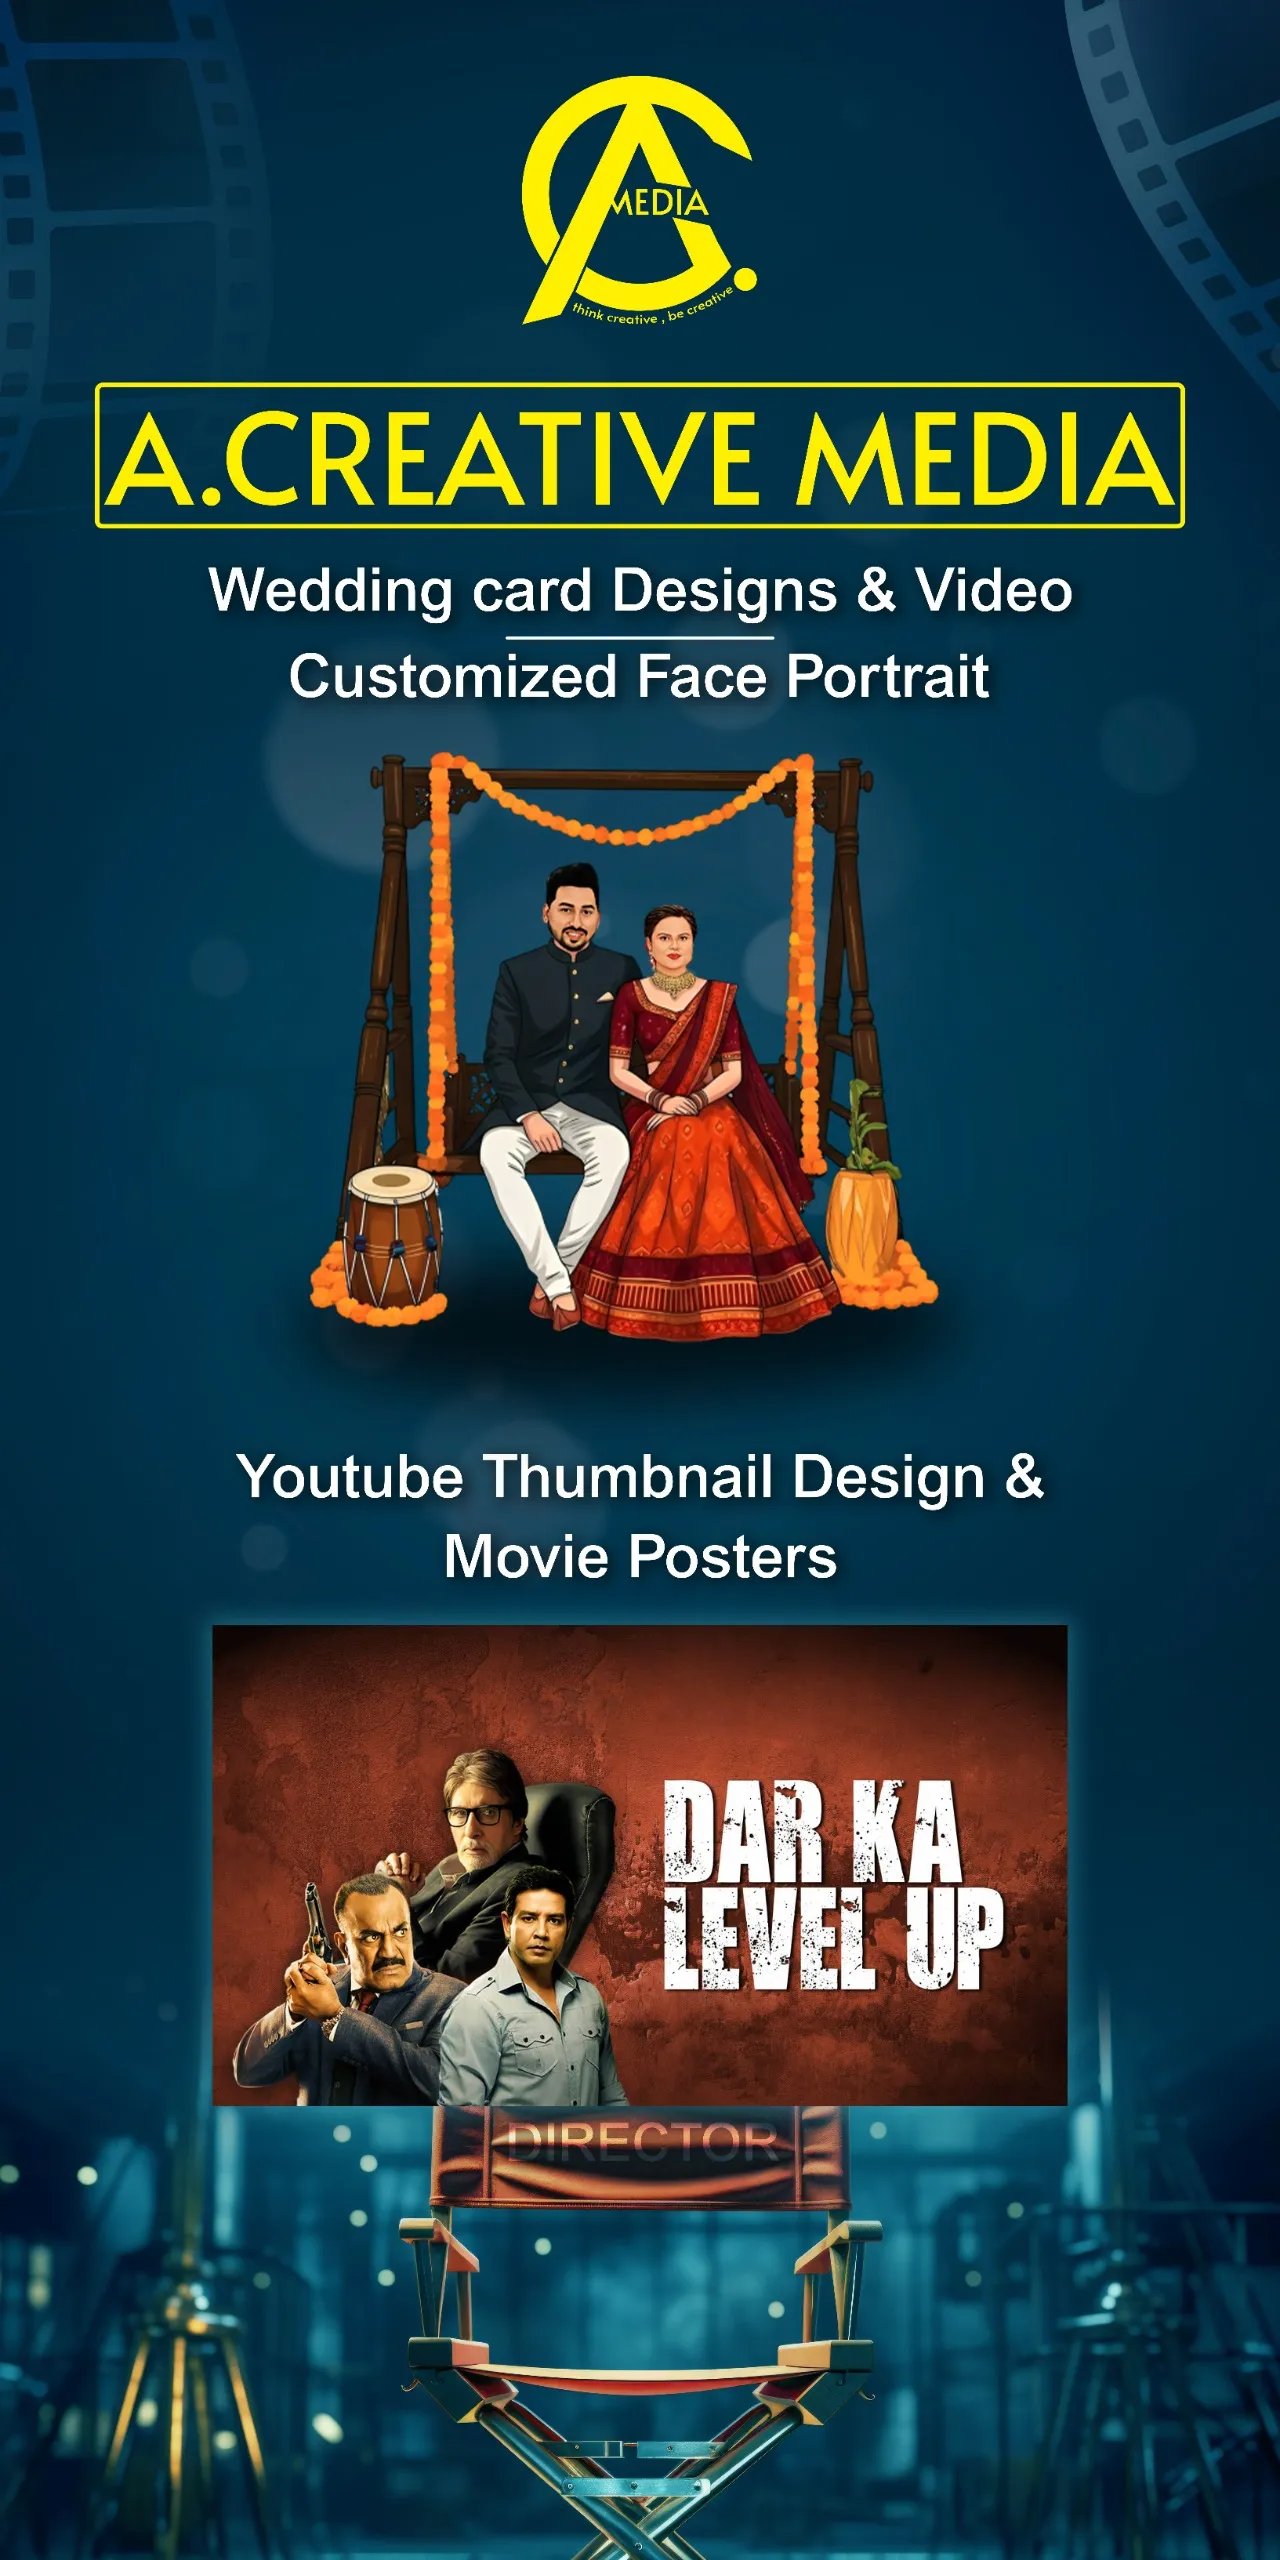 MEDIA
think creative , be creative
A.CREATIVE MEDIA
Wedding card Designs & Video
Customized Face Portrait
Youtube Thumbnail Design &
Movie Posters
DAR KA
LEVEL UP
DIRECTOR